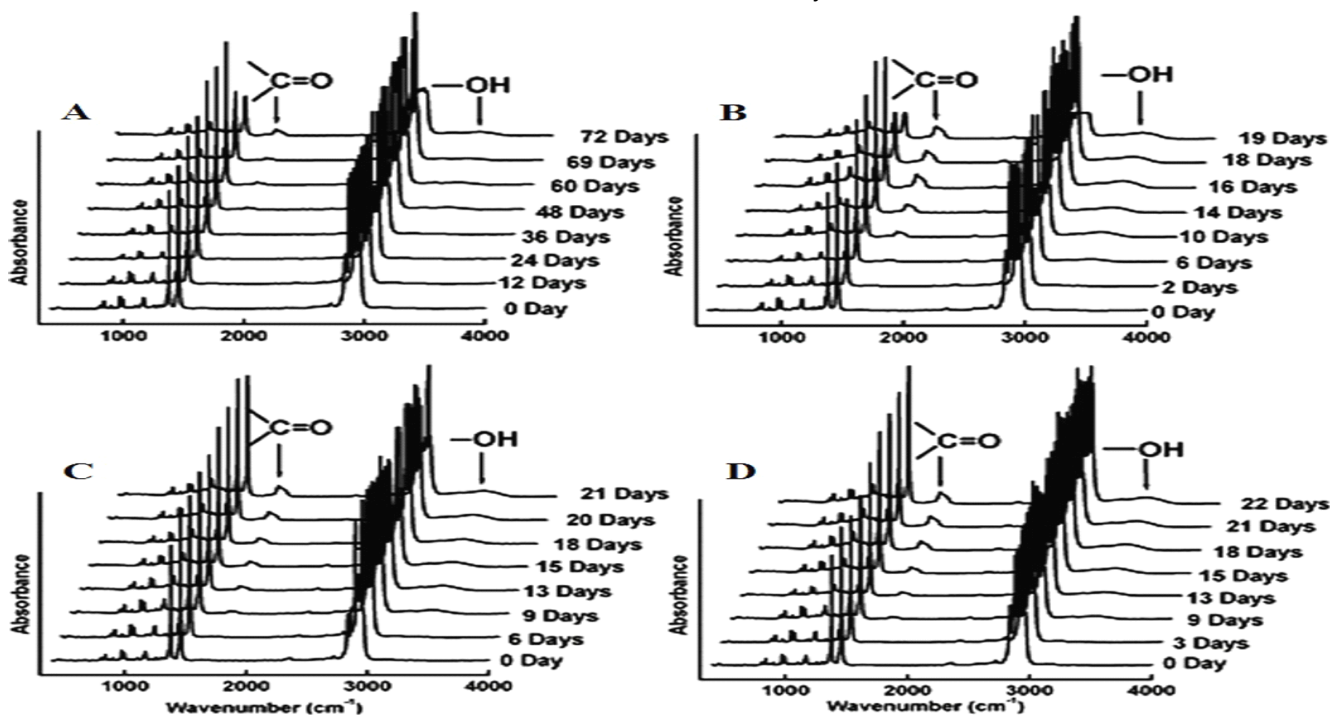 A
Absorbance
C=O
—OH
72 Days
69 Days
60 Days
48 Days
36 Days
24 Days
12 Days
0 Day
1000 2000 3000 4000
B
Absorbance
C=O
—OH
19 Days
18 Days
16 Days
14 Days
10 Days
6 Days
2 Days
0 Day
1000 2000 3000 4000
C
Absorbance
C=O
—OH
21 Days
20 Days
18 Days
15 Days
13 Days
9 Days
6 Days
0 Day
1000 2000 3000 4000
Wavenumber (cm⁻¹)
D
Absorbance
C=O
—OH
22 Days
21 Days
18 Days
15 Days
13 Days
9 Days
3 Days
0 Day
1000 2000 3000 4000
Wavenumber (cm⁻¹)